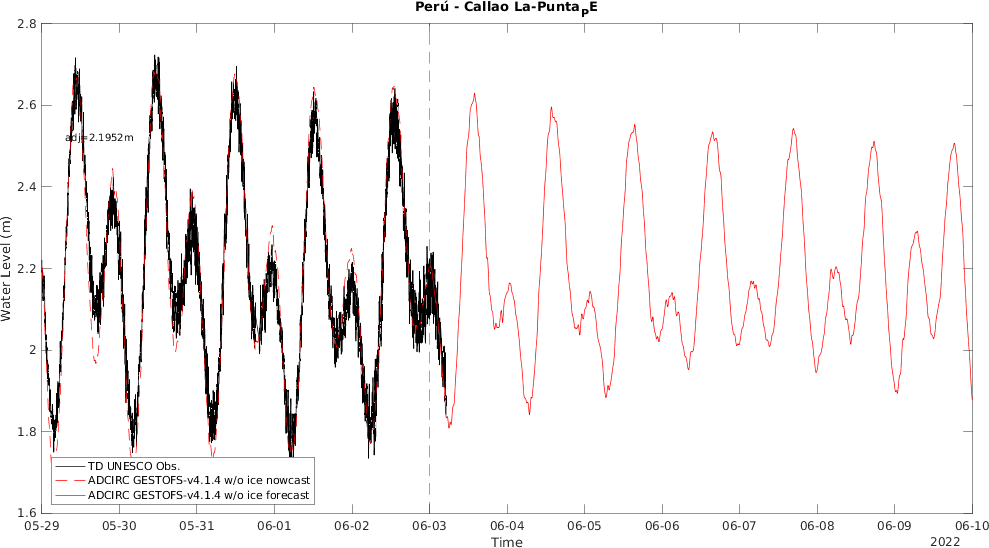 Perú - Callao La-PuntaPE
2.8
2.6
2.4
2.2
2
1.8
1.6
Water Level (m)
adj=2.1952m
TD UNESCO Obs.
ADCIRC GESTOFS-v4.1.4 w/o ice nowcast
ADCIRC GESTOFS-v4.1.4 w/o ice forecast
05-29 05-30 05-31 06-01 06-02 06-03 06-04 06-05 06-06 06-07 06-08 06-09 06-10
Time
2022